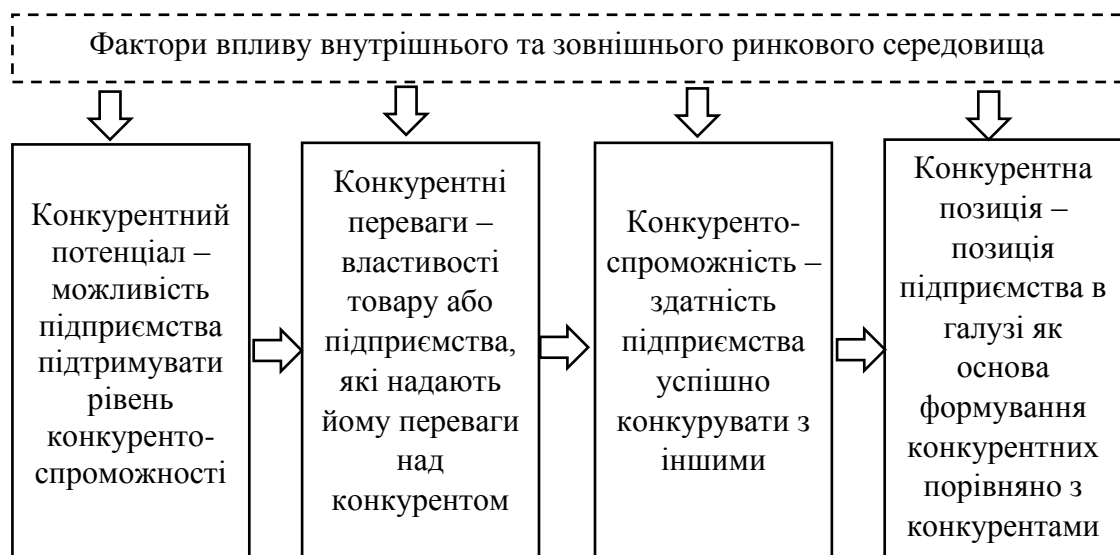 Фактори впливу внутрішнього та зовнішнього ринкового середовища
Конкурентний
потенціал –
можливість
підприємства
підтримувати
рівень
конкуренто-
спроможності
Конкурентні
переваги –
властивості
товару або
підприємства,
які надають
йому переваги
над
конкурентом
Конкуренто-
спроможність –
здатність
підприємства
успішно
конкурувати з
іншими
Конкурентна
позиція –
позиція
підприємства в
галузі як
основа
формування
конкурентних
порівняно з
конкурентами